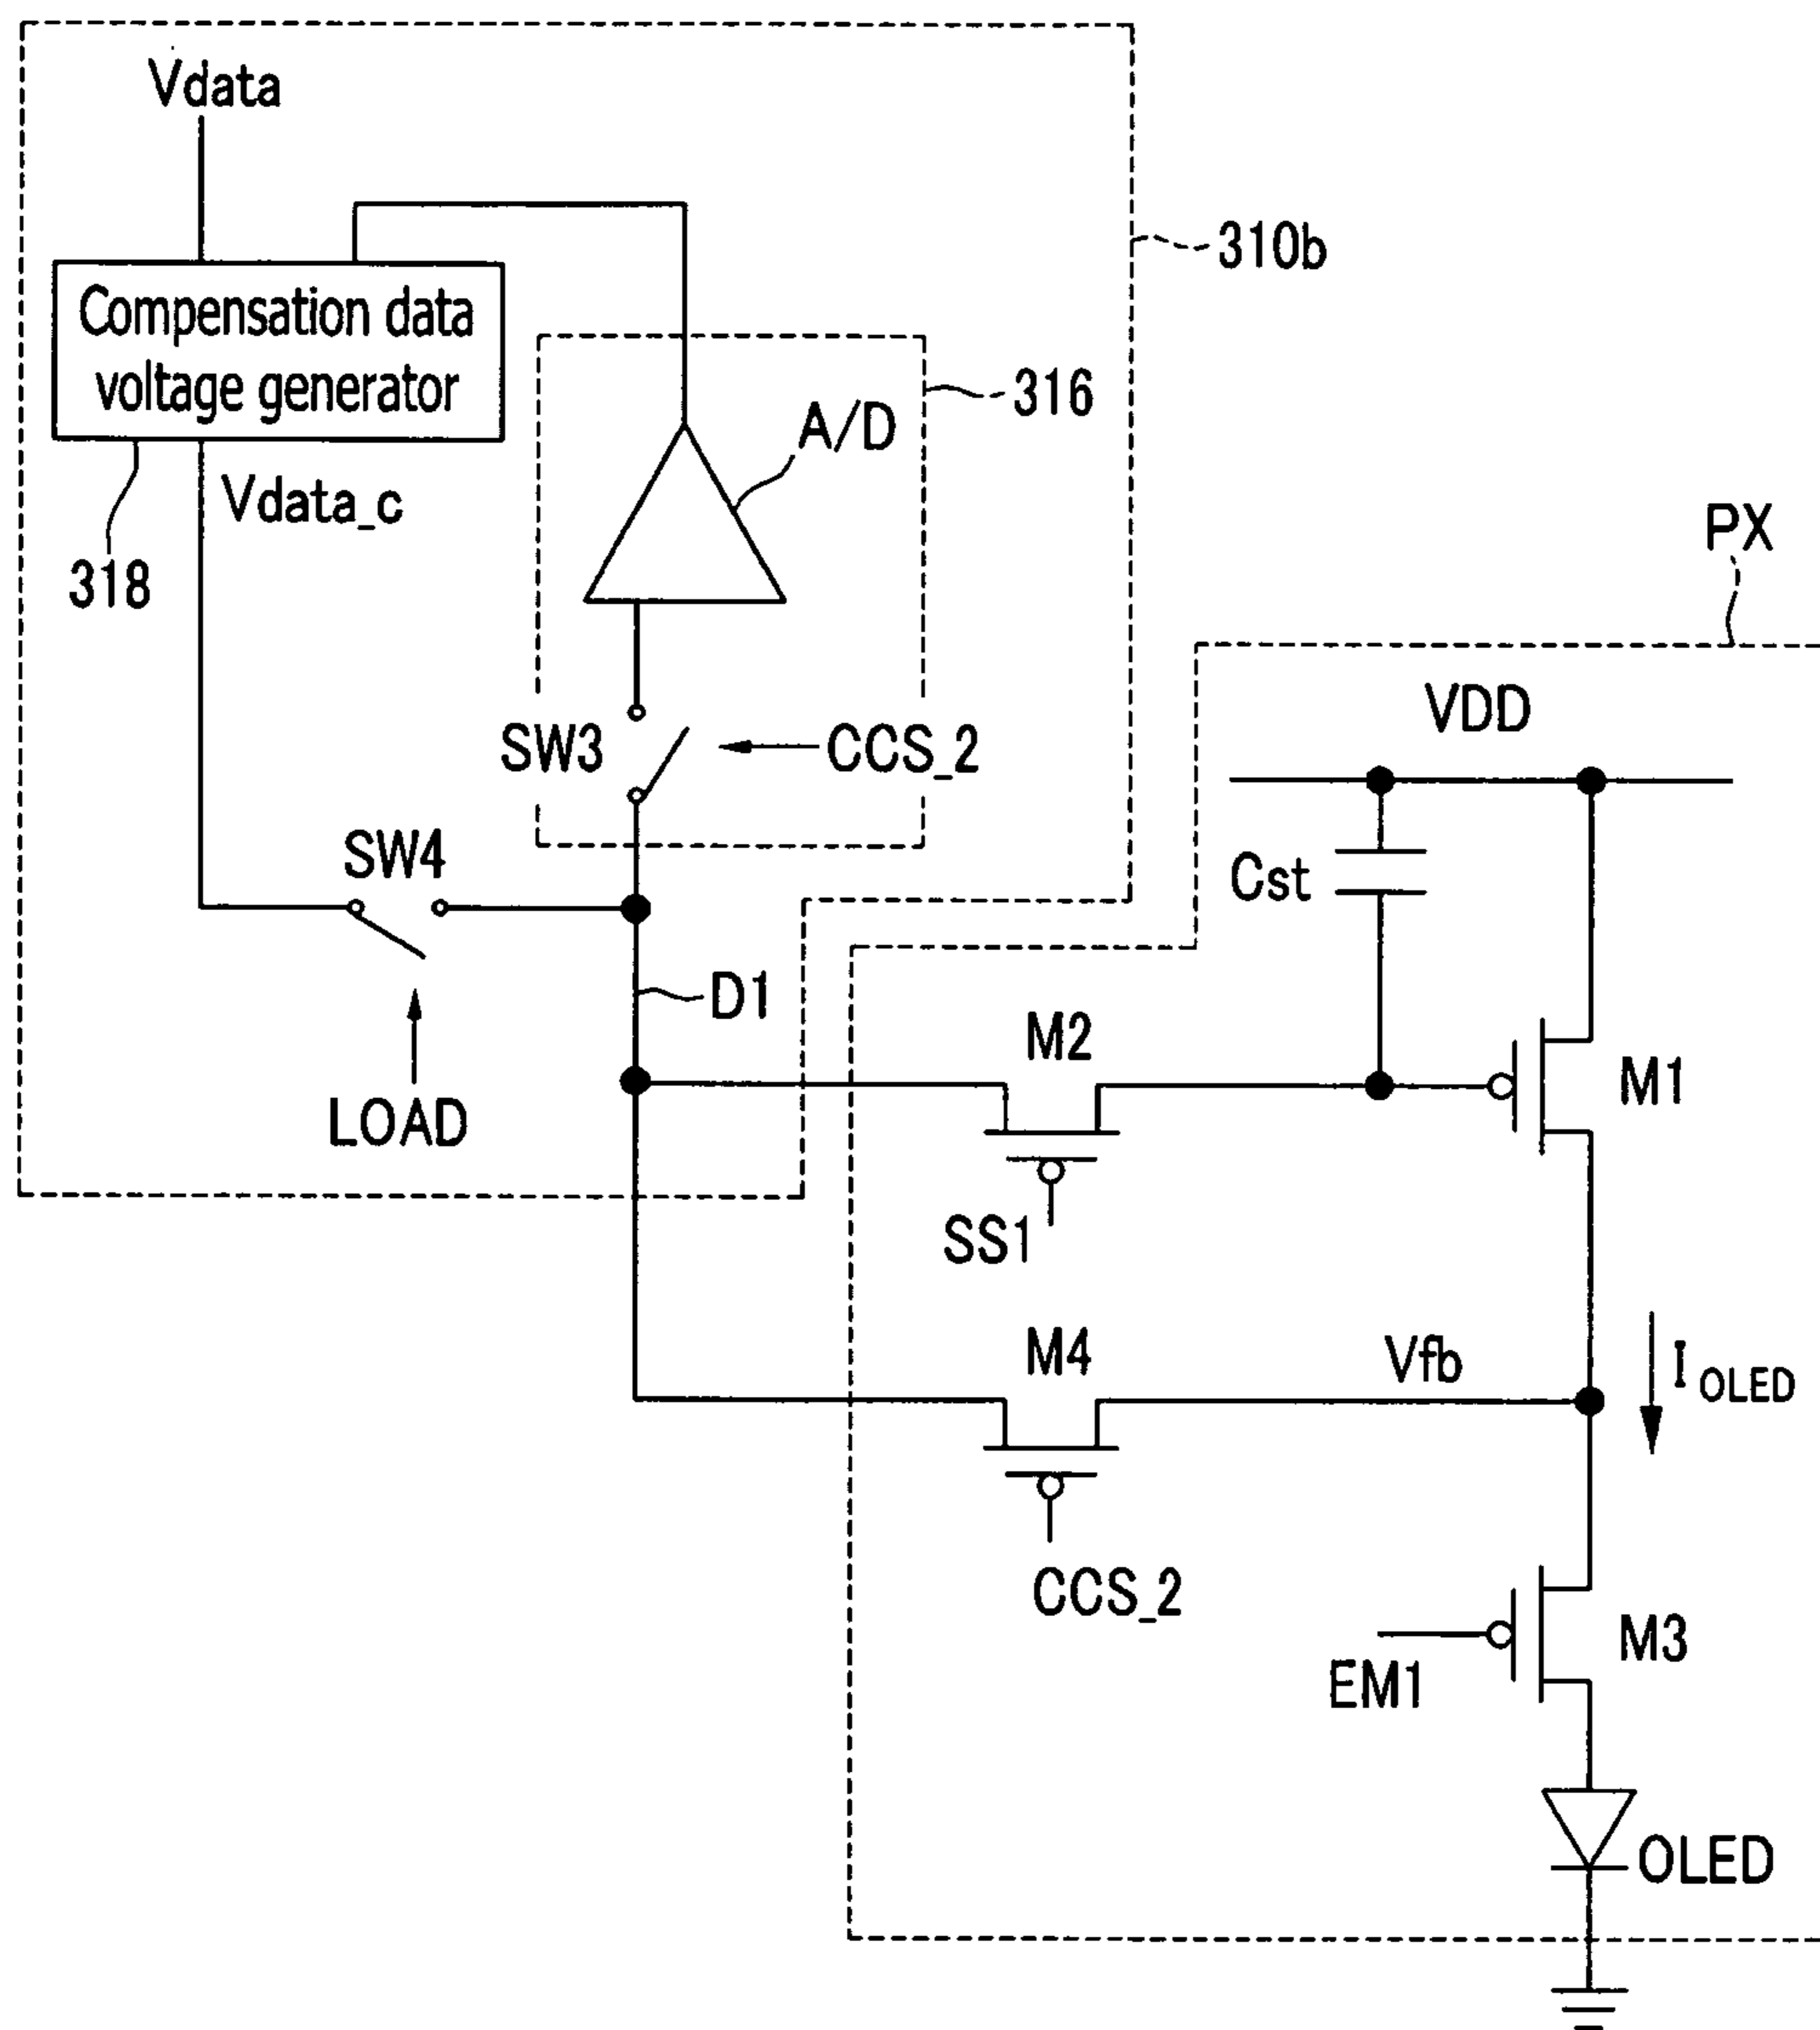 Vdata
310b
Compensation data
voltage generator
316
A/D
Vdata_c
318
PX
VDD
SW3
CCS_2
SW4
Cst
D1
M2
M1
LOAD
SS1
M4
Vfb
I OLED
CCS_2
M3
EM1
OLED